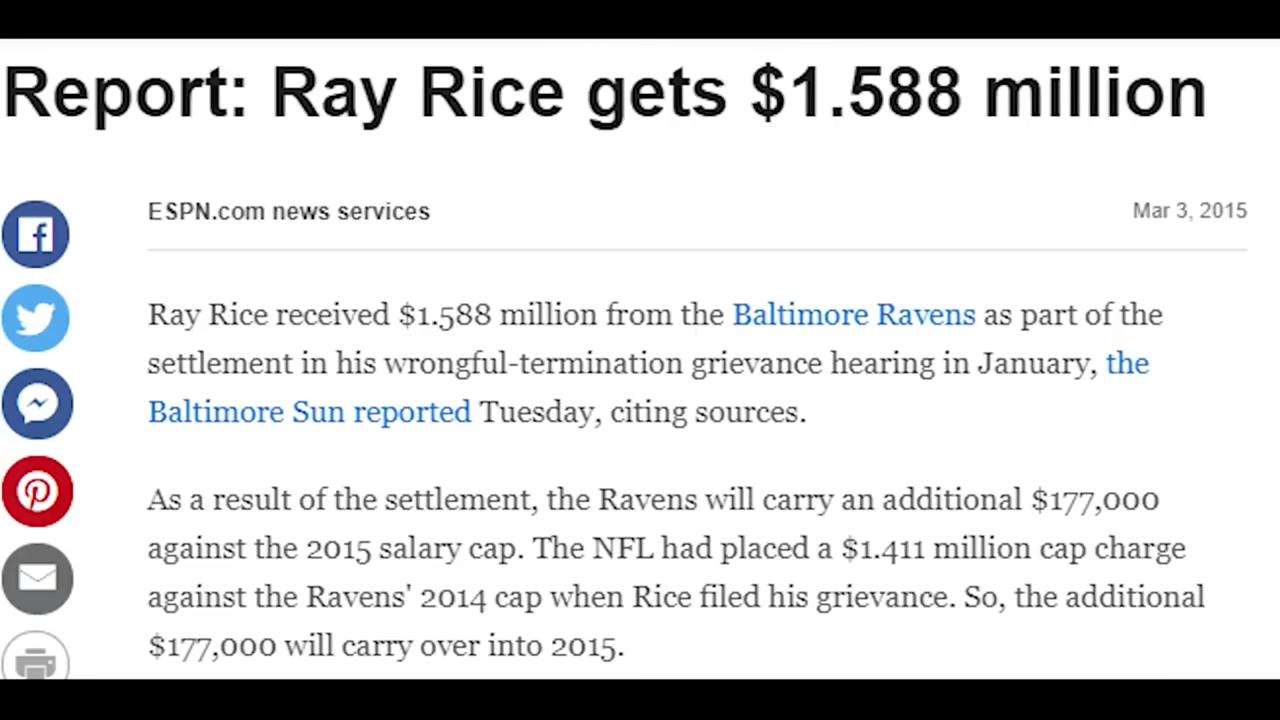 Report: Ray Rice gets $1.588 million
ESPN.com news services
Mar 3, 2015
Ray Rice received $1.588 million from the Baltimore Ravens as part of the
settlement in his wrongful-termination grievance hearing in January, the
Baltimore Sun reported Tuesday, citing sources.
As a result of the settlement, the Ravens will carry an additional $177,000
against the 2015 salary cap. The NFL had placed a $1.411 million cap charge
against the Ravens' 2014 cap when Rice filed his grievance. So, the additional
$177,000 will carry over into 2015.